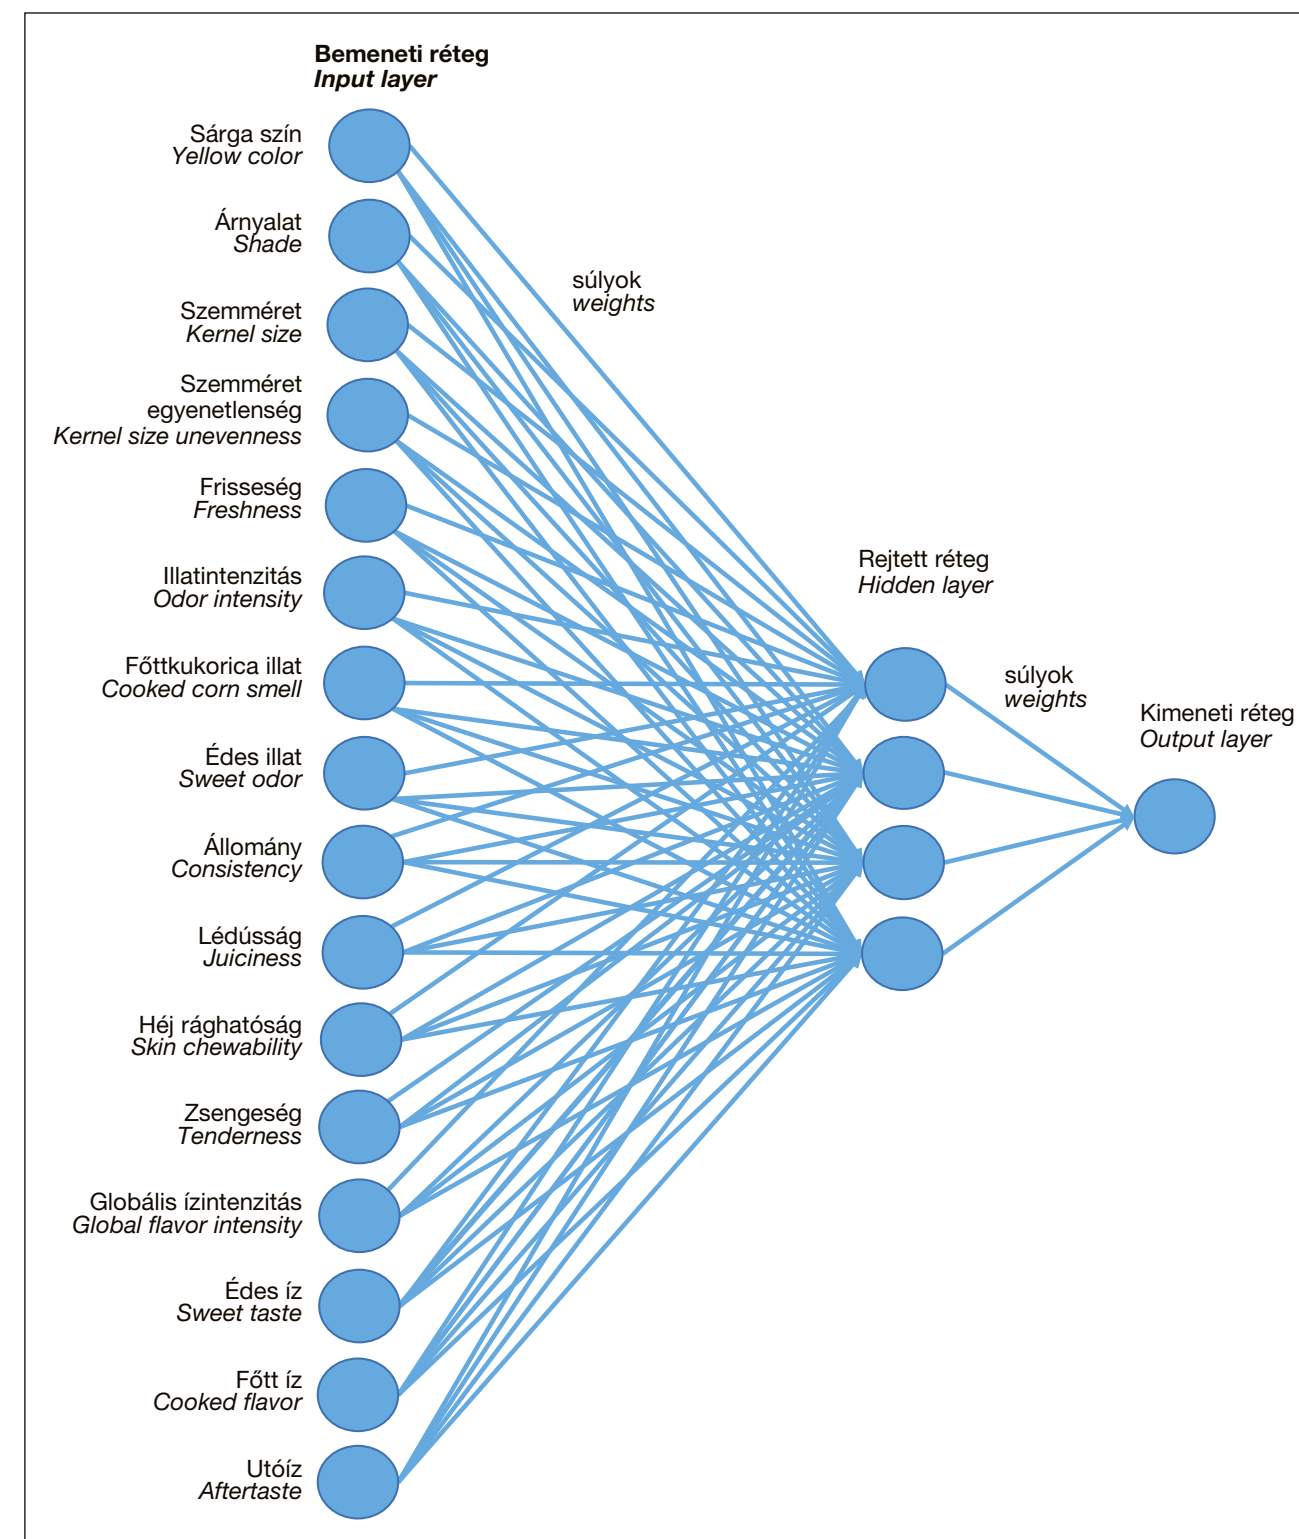 Bemeneti réteg
Input layer
Sárga szín
Yellow color
Árnyalat
Shade
súlyok
weights
Szemméret
Kernel size
Szemméret
egyenetlenség
Kernel size unevenness
Frisseség
Freshness
Illatintenzitás
Odor intensity
Rejtett réteg
Hidden layer
Főttkukorica illat
Cooked corn smell
súlyok
weights
Kimeneti réteg
Output layer
Édes illat
Sweet odor
Állomány
Consistency
Lédússág
Juiciness
Héj rághatóság
Skin chewability
Zsengeség
Tenderness
Globális ízintenzitás
Global flavor intensity
Édes íz
Sweet taste
Főtt íz
Cooked flavor
Utóíz
Aftertaste